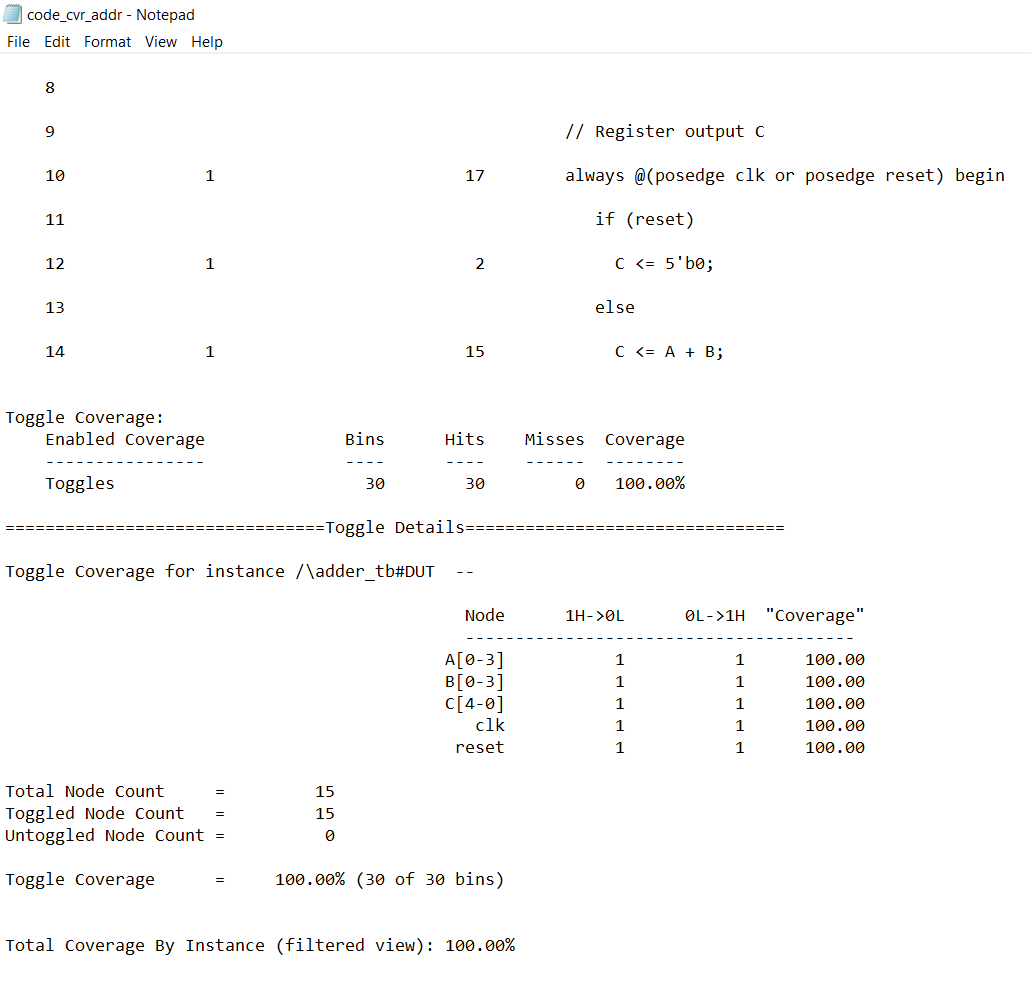 code_cvr_addr - Notepad
File Edit Format View Help
8
9 // Register output C
10 1 17 always @(posedge clk or posedge reset) begin
11 if (reset)
12 1 2 C <= 5'b0;
13 else
14 1 15 C <= A + B;
Toggle Coverage:
Enabled Coverage Bins Hits Misses Coverage
---------------- ---- ---- ------ --------
Toggles 30 30 0 100.00%
================================Toggle Details================================
Toggle Coverage for instance /\adder_tb#DUT --
Node 1H->0L 0L->1H "Coverage"
---------------------------------------
A[0-3] 1 1 100.00
B[0-3] 1 1 100.00
C[4-0] 1 1 100.00
clk 1 1 100.00
reset 1 1 100.00
Total Node Count = 15
Toggled Node Count = 15
Untoggled Node Count = 0
Toggle Coverage = 100.00% (30 of 30 bins)
Total Coverage By Instance (filtered view): 100.00%